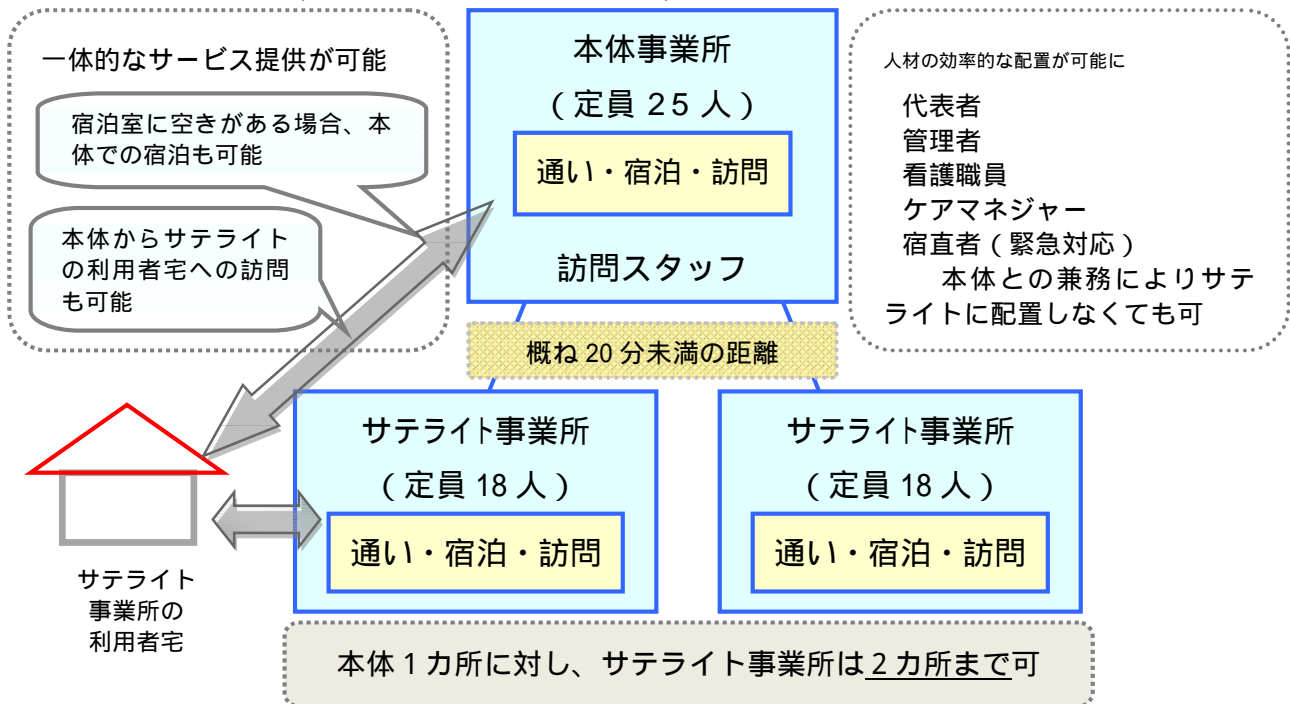 一体的なサービス提供が可能
宿泊室に空きがある場合、本
体での宿泊も可能
本体からサテライト
の利用者宅への訪問
も可能
本体事業所
(定員 25 人)
通い・宿泊・訪問
訪問スタッフ
人材の効率的な配置が可能に
代表者
管理者
看護職員
ケアマネジャー
宿直者(緊急対応)
本体との兼務によりサテ
ライトに配置しなくても可
概ね 20 分未満の距離
サテライト事業所
(定員 18 人)
通い・宿泊・訪問
サテライト事業所
(定員 18 人)
通い・宿泊・訪問
サテライト
事業所の
利用者宅
本体 1 カ所に対し、サテライト事業所は 2 カ所まで可